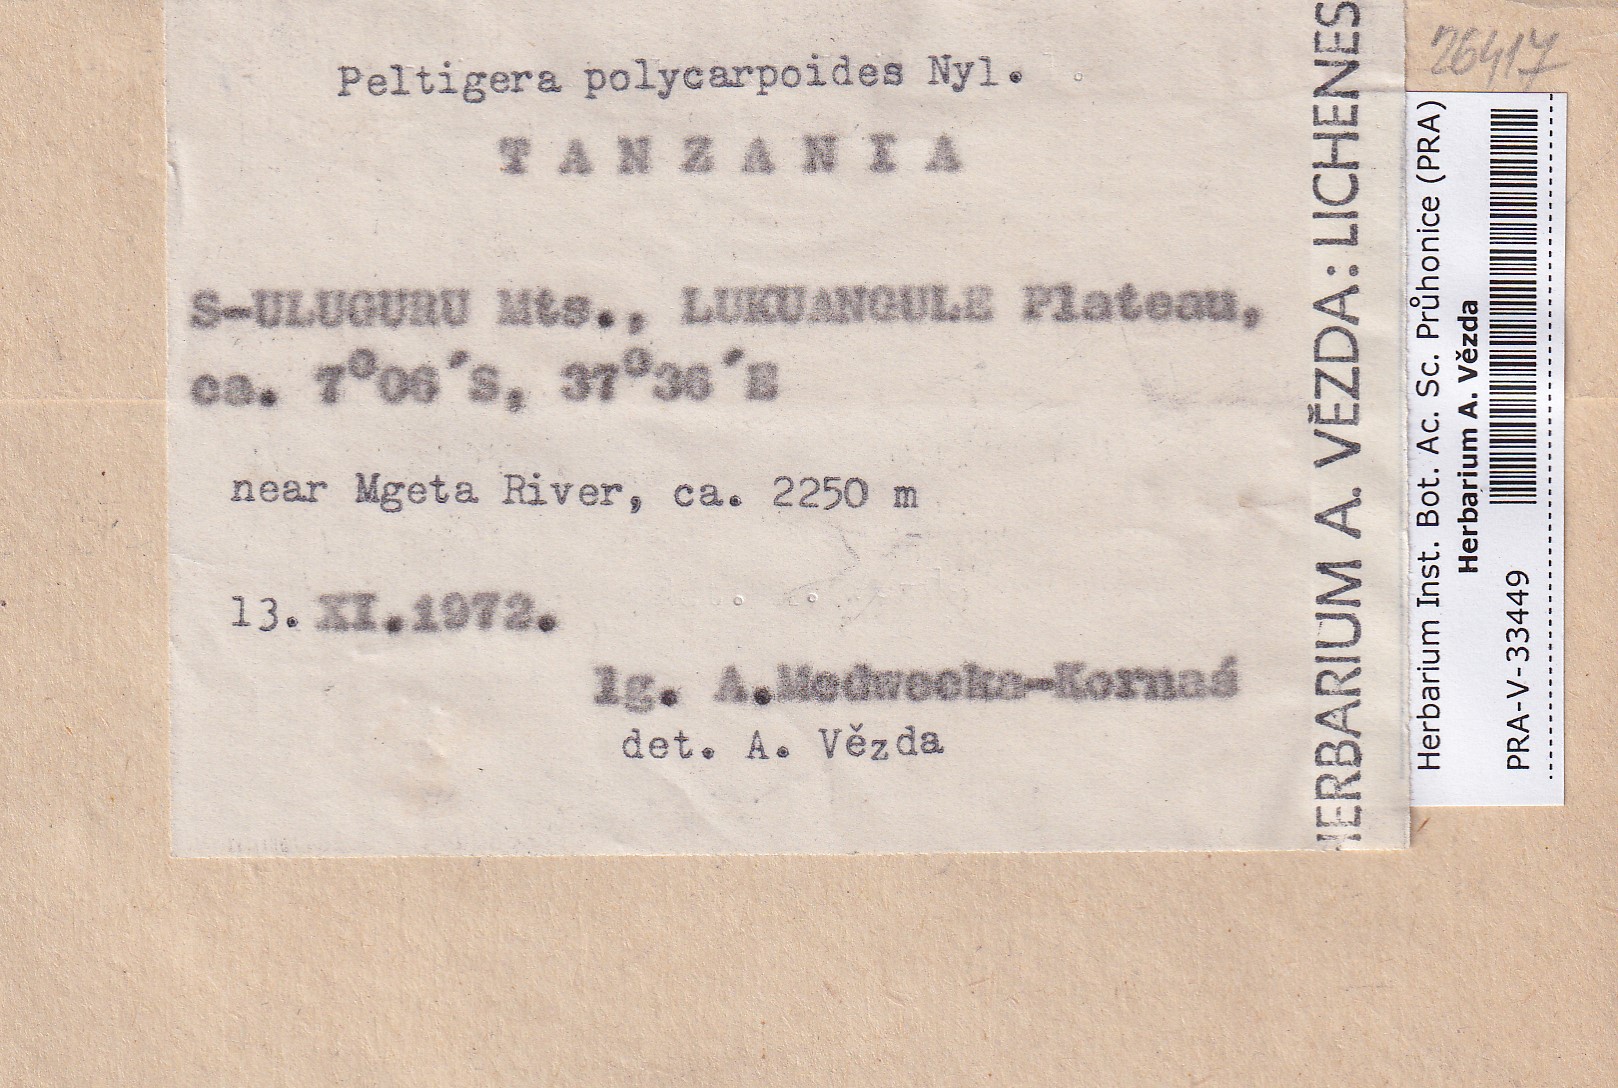 Peltigera polycarpoides Nyl.
T A N Z A N I A
S-ULUGURU Mts., LUKUANGULE Plateau,
ca. 7°06´S, 37°36´E
near Mgeta River, ca. 2250 m
13. XI.1972.
lg. A.Medwecka-Kornaś
det. A. Vězda
HERBARIUM A. VĚZDA: LICHENES
26417
Herbarium Inst. Bot. Ac. Sc. Průhonice (PRA)
Herbarium A. Vězda
PRA-V-33449